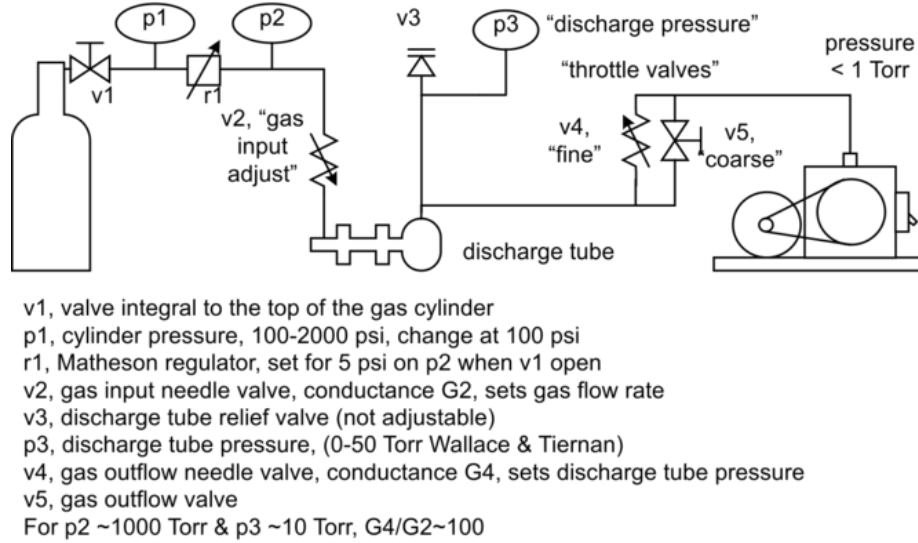 p1
p2
v3
p3
"discharge pressure"
pressure
< 1 Torr
"throttle valves"
v1
r1
v2, "gas
input
adjust"
v4,
"fine"
v5,
"coarse"
discharge tube
v1, valve integral to the top of the gas cylinder
p1, cylinder pressure, 100-2000 psi, change at 100 psi
r1, Matheson regulator, set for 5 psi on p2 when v1 open
v2, gas input needle valve, conductance G2, sets gas flow rate
v3, discharge tube relief valve (not adjustable)
p3, discharge tube pressure, (0-50 Torr Wallace & Tiernan)
v4, gas outflow needle valve, conductance G4, sets discharge tube pressure
v5, gas outflow valve
For p2 ~1000 Torr & p3 ~10 Torr, G4/G2~100